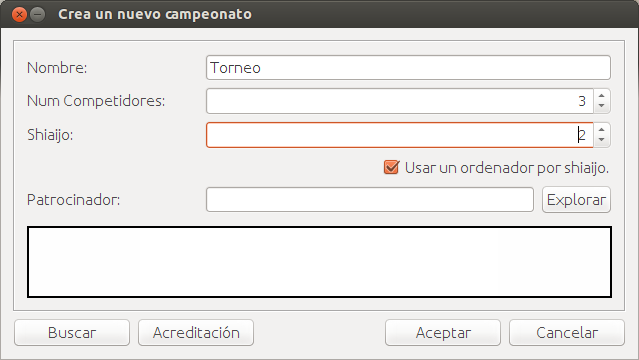 Crea un nuevo campeonato
Nombre: Torneo
Num Competidores: 3
Shiaijo: 2
Usar un ordenador por shiaijo.
Patrocinador: Explorar
Buscar Acreditación Aceptar Cancelar